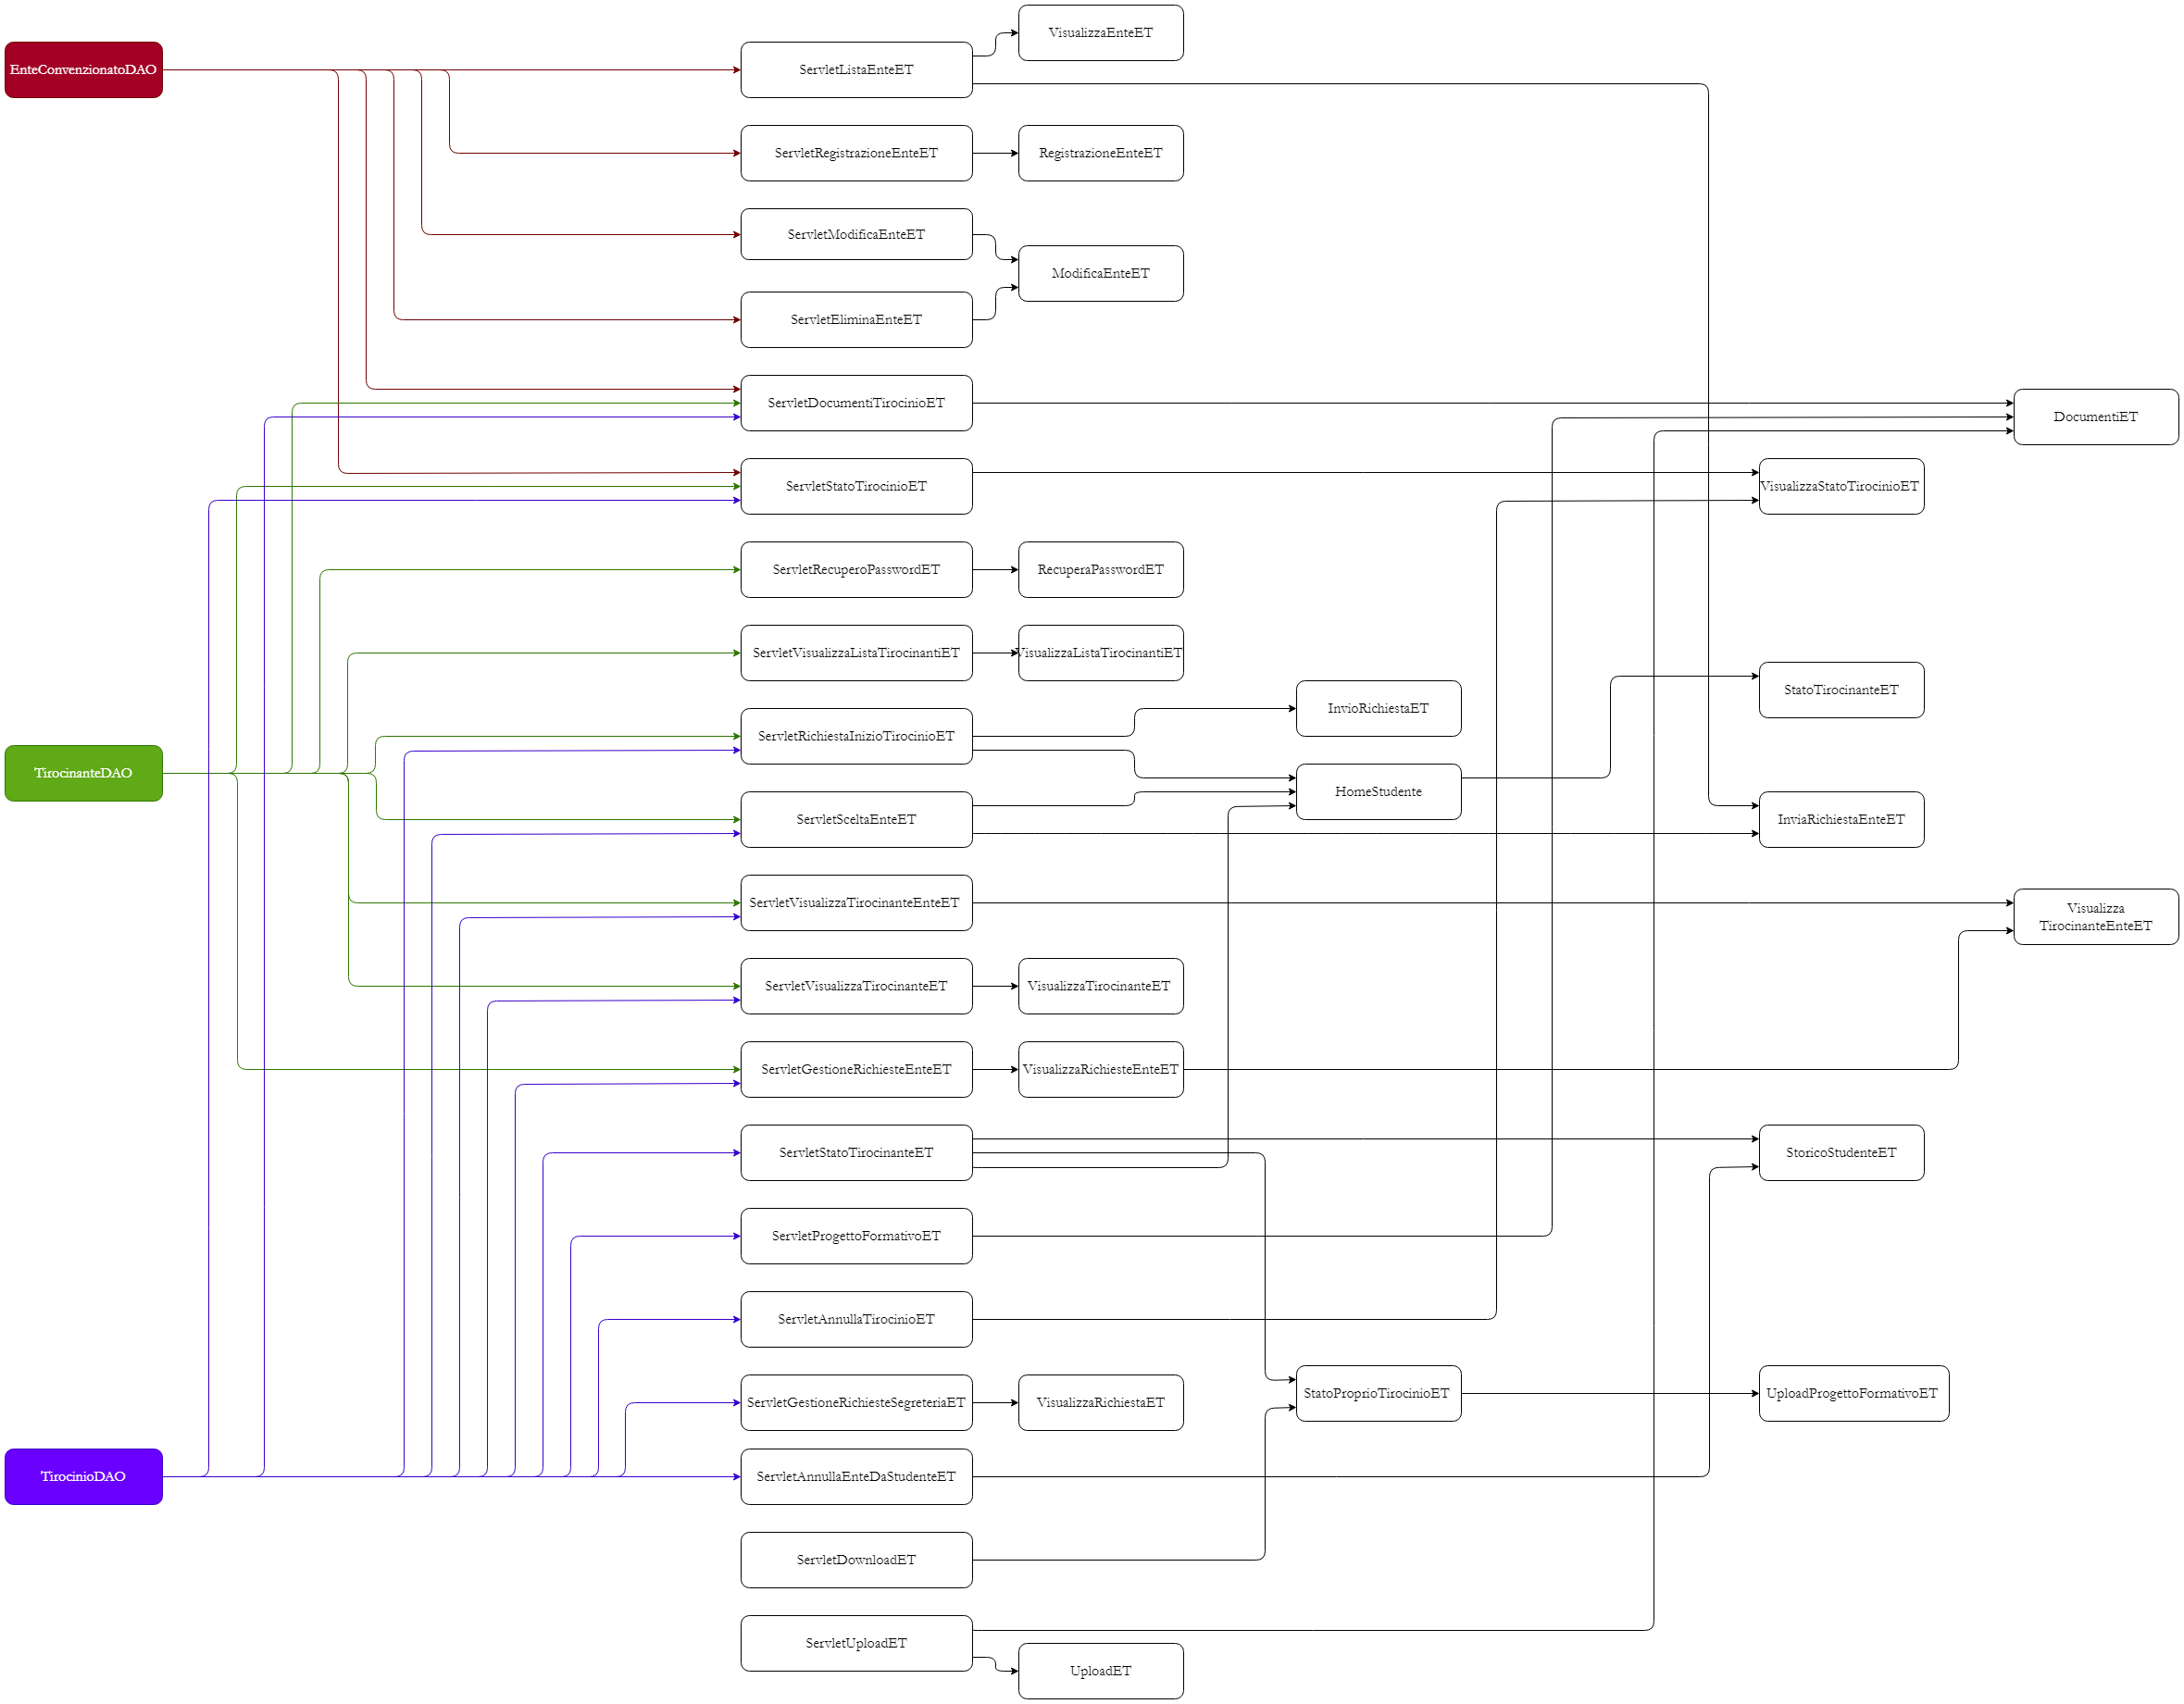 VisualizzaEnteET
EnteConvenzionatoDAO
ServletListaEnteET
ServletRegistrazioneEnteET
RegistrazioneEnteET
ServletModificaEnteET
ModificaEnteET
ServletEliminaEnteET
ServletDocumentiTirocinioET
DocumentiET
ServletStatoTirocinioET
VisualizzaStatoTirocinioET
ServletRecuperoPasswordET
RecuperaPasswordET
ServletVisualizzaListaTirocinantiET
VisualizzaListaTirocinantiET
StatoTirocinanteET
InvioRichiestaET
ServletRichiestaInizioTirocinioET
TirocinanteDAO
HomeStudente
ServletSceltaEnteET
InviaRichiestaEnteET
ServletVisualizzaTirocinanteEnteET
Visualizza
TirocinanteEnteET
ServletVisualizzaTirocinanteET
VisualizzaTirocinanteET
ServletGestioneRichiesteEnteET
VisualizzaRichiesteEnteET
ServletStatoTirocinanteET
StoricoStudenteET
ServletProgettoFormativoET
ServletAnnullaTirocinioET
StatoProprioTirocinioET
UploadProgettoFormativoET
ServletGestioneRichiesteSegreteriaET
VisualizzaRichiestaET
TirocinioDAO
ServletAnnullaEnteDaStudenteET
ServletDownloadET
ServletUploadET
UploadET